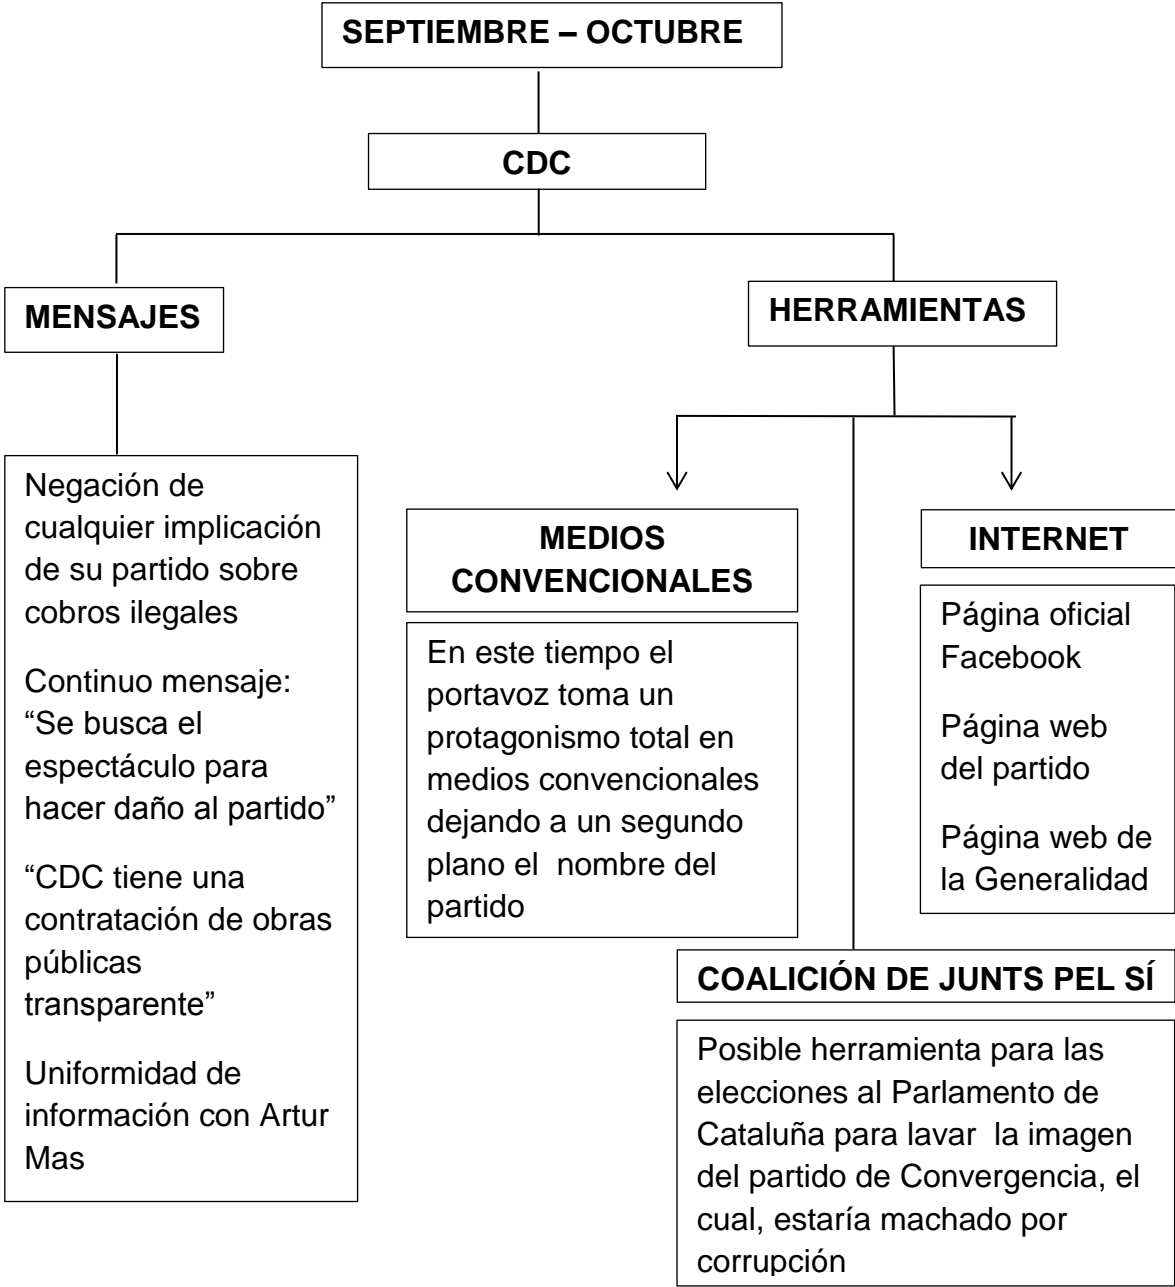 SEPTIEMBRE – OCTUBRE
CDC
MENSAJES
Negación de
cualquier implicación
de su partido sobre
cobros ilegales
Continuo mensaje:
“Se busca el
espectáculo para
hacer daño al partido”
“CDC tiene una
contratación de obras
públicas
transparente”
Uniformidad de
información con Artur
Mas
HERRAMIENTAS
MEDIOS
CONVENCIONALES
En este tiempo el
portavoz toma un
protagonismo total en
medios convencionales
dejando a un segundo
plano el  nombre del
partido
INTERNET
Página oficial
Facebook
Página web
del partido
Página web de
la Generalidad
COALICIÓN DE JUNTS PEL SÍ
Posible herramienta para las
elecciones al Parlamento de
Cataluña para lavar  la imagen
del partido de Convergencia, el
cual, estaría machado por
corrupción